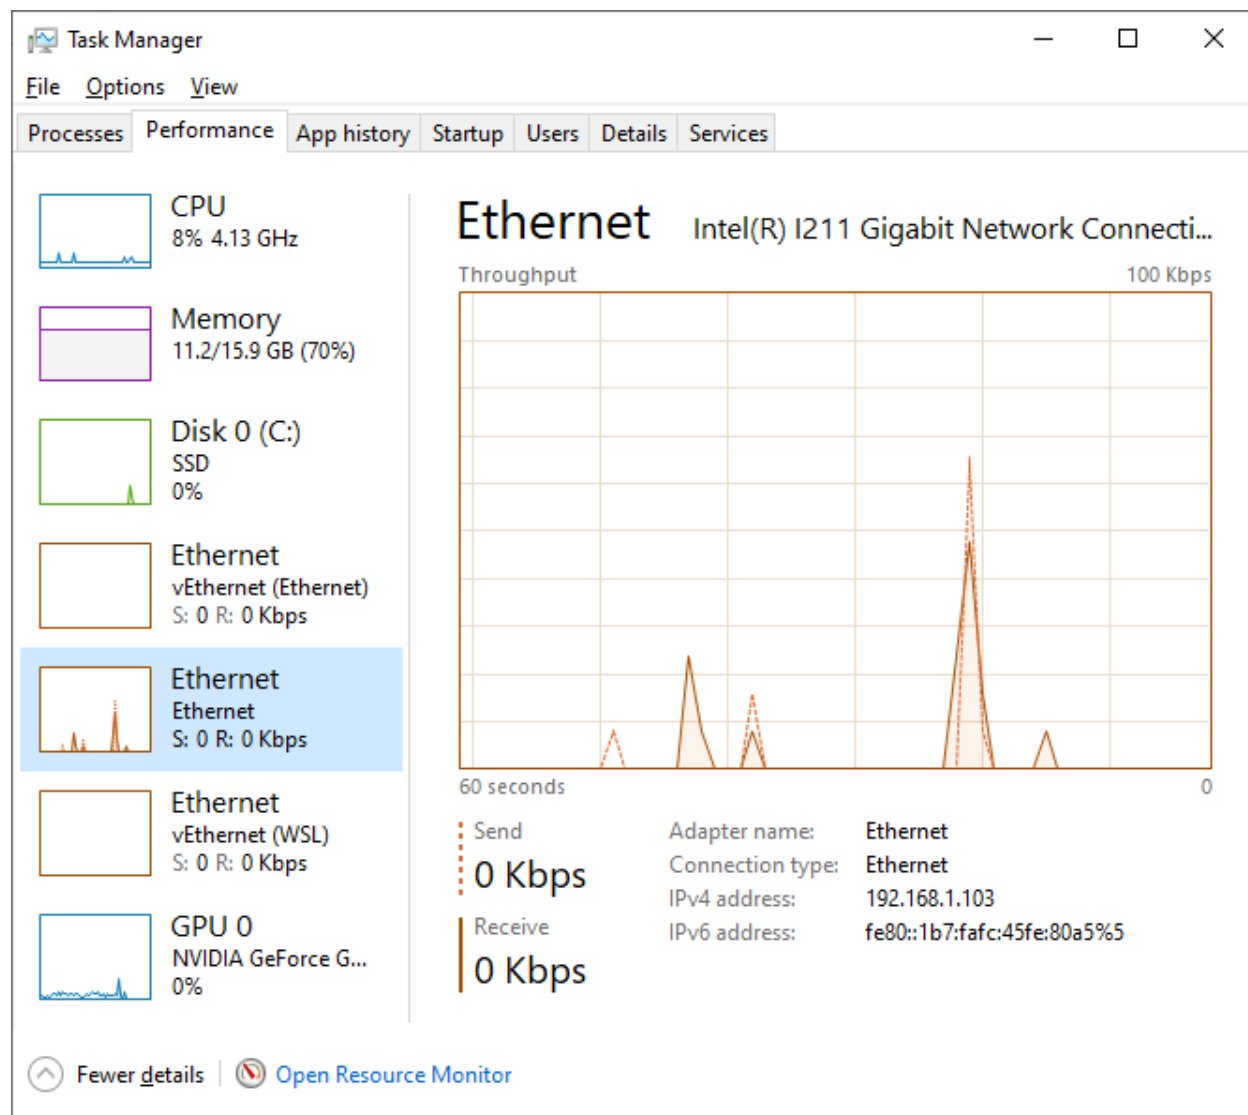 Task Manager
File Options View
Processes Performance App history Startup Users Details Services
CPU
8% 4.13 GHz
Memory
11.2/15.9 GB (70%)
Disk 0 (C:)
SSD
0%
Ethernet
vEthernet (Ethernet)
S: 0 R: 0 Kbps
Ethernet
Ethernet
S: 0 R: 0 Kbps
Ethernet
vEthernet (WSL)
S: 0 R: 0 Kbps
GPU 0
NVIDIA GeForce G...
0%
Ethernet Intel(R) I211 Gigabit Network Connecti...
Throughput 100 Kbps
60 seconds 0
Send
0 Kbps
Receive
0 Kbps
Adapter name: Ethernet
Connection type: Ethernet
IPv4 address: 192.168.1.103
IPv6 address: fe80::1b7:fafc:45fe:80a5%5
Fewer details Open Resource Monitor